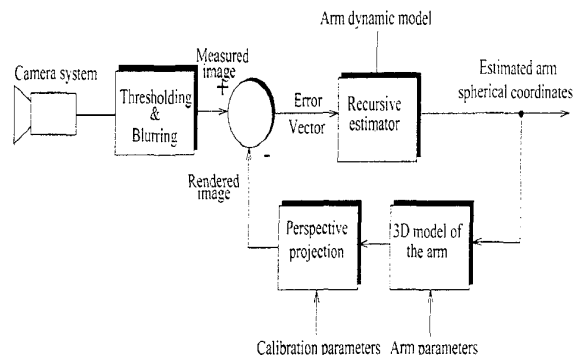 Arm dynamic model
Camera system
Measured
image
+
Thresholding
&
Blurring
Error
Vector
Recursive
estimator
Estimated arm
spherical coordinates
-
Rendered
image
Perspective
projection
3D model of
the arm
Calibration parameters
Arm parameters